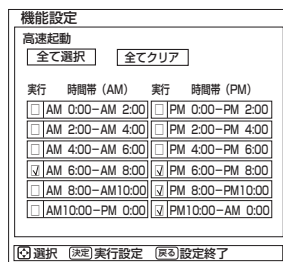 機能設定
高速起動
全て選択 全てクリア
実行 時間帯（AM） 実行 時間帯（PM）
AM 0:00-AM 2:00 PM 0:00-PM 2:00
AM 2:00-AM 4:00 PM 2:00-PM 4:00
AM 4:00-AM 6:00 PM 4:00-PM 6:00
AM 6:00-AM 8:00 PM 6:00-PM 8:00
AM 8:00-AM10:00 PM 8:00-PM10:00
AM10:00-PM 0:00 PM10:00-AM 0:00
選択 決定 実行設定 戻る 設定終了